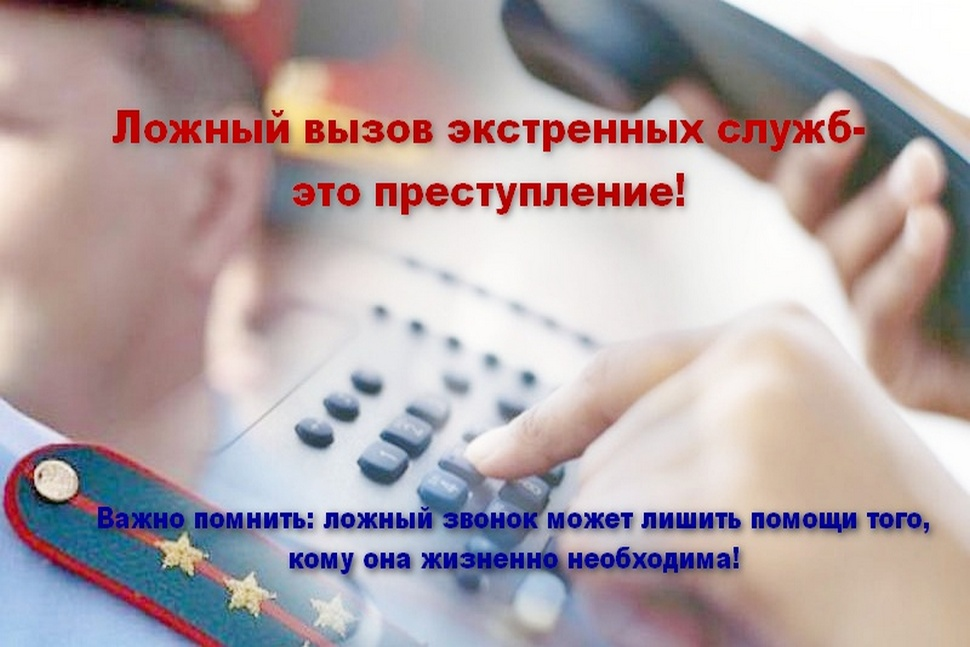 Ложный вызов экстренных служб-
это преступление!
Важно помнить: ложный звонок может лишить помощи того,
кому она жизненно необходима!